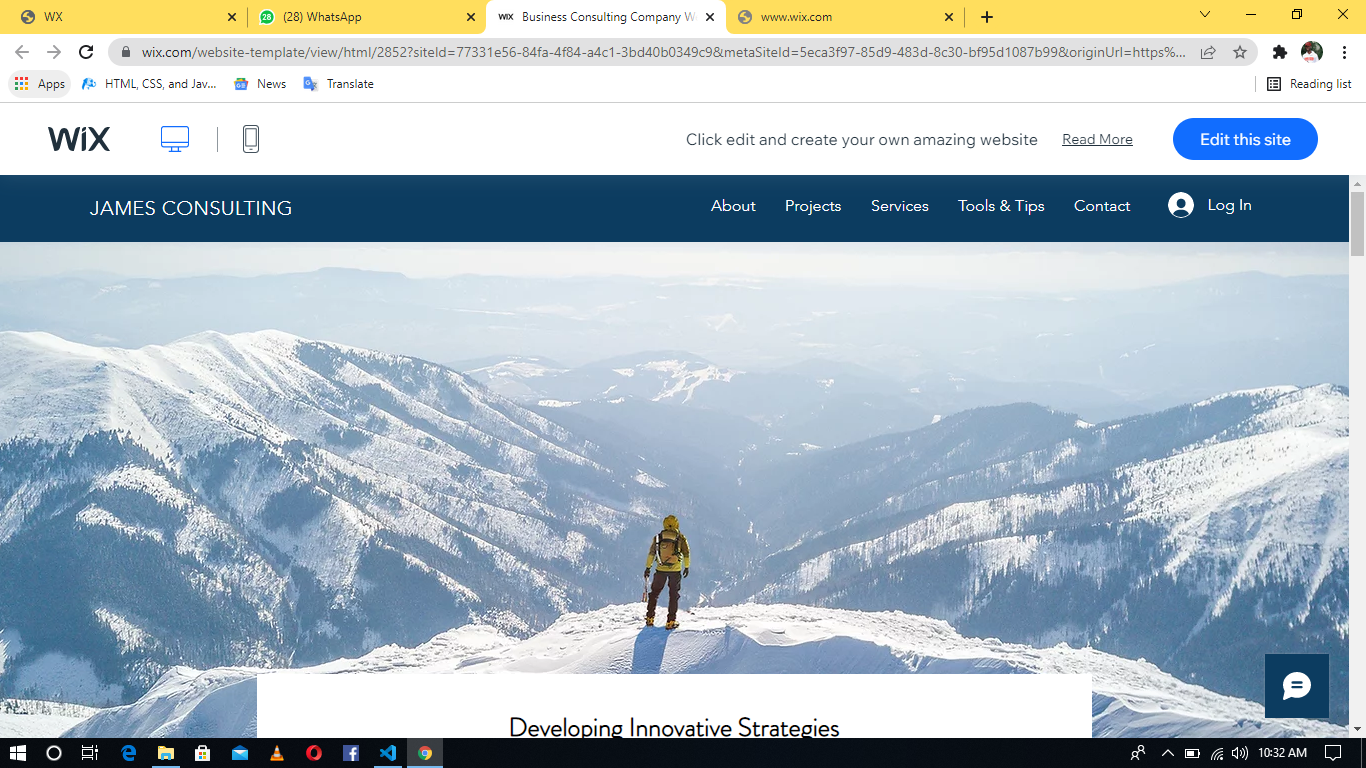 WX
28 (28) WhatsApp
WiX Business Consulting Company W
www.wix.com
wix.com/website-template/view/html/2852?siteId=77331e56-84fa-4f84-a4c1-3bd40b0349c9&metaSiteId=5eca3f97-85d9-483d-8c30-bf95d1087b99&originUrl=https%...
Apps HTML, CSS, and Jav... News Translate Reading list
WiX Click edit and create your own amazing website Read More Edit this site
JAMES CONSULTING About Projects Services Tools & Tips Contact Log In
Developing Innovative Strategies
10:32 AM